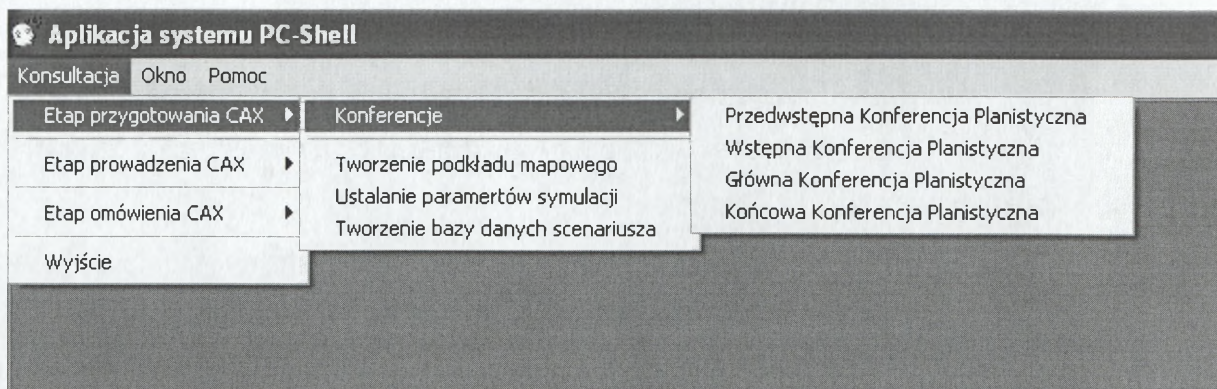 Aplikacja systemu PC-Shell
Konsultacja Okno Pomoc
Etap przygotowania CAX
Etap prowadzenia CAX
Etap omówienia CAX
Wyjście
Konferencje
Tworzenie podkładu mapowego
Ustalanie paramertów symulacji
Tworzenie bazy danych scenariusza
Przedwstępna Konferencja Planistyczna
Wstępna Konferencja Planistyczna
Główna Konferencja Planistyczna
Końcowa Konferencja Planistyczna